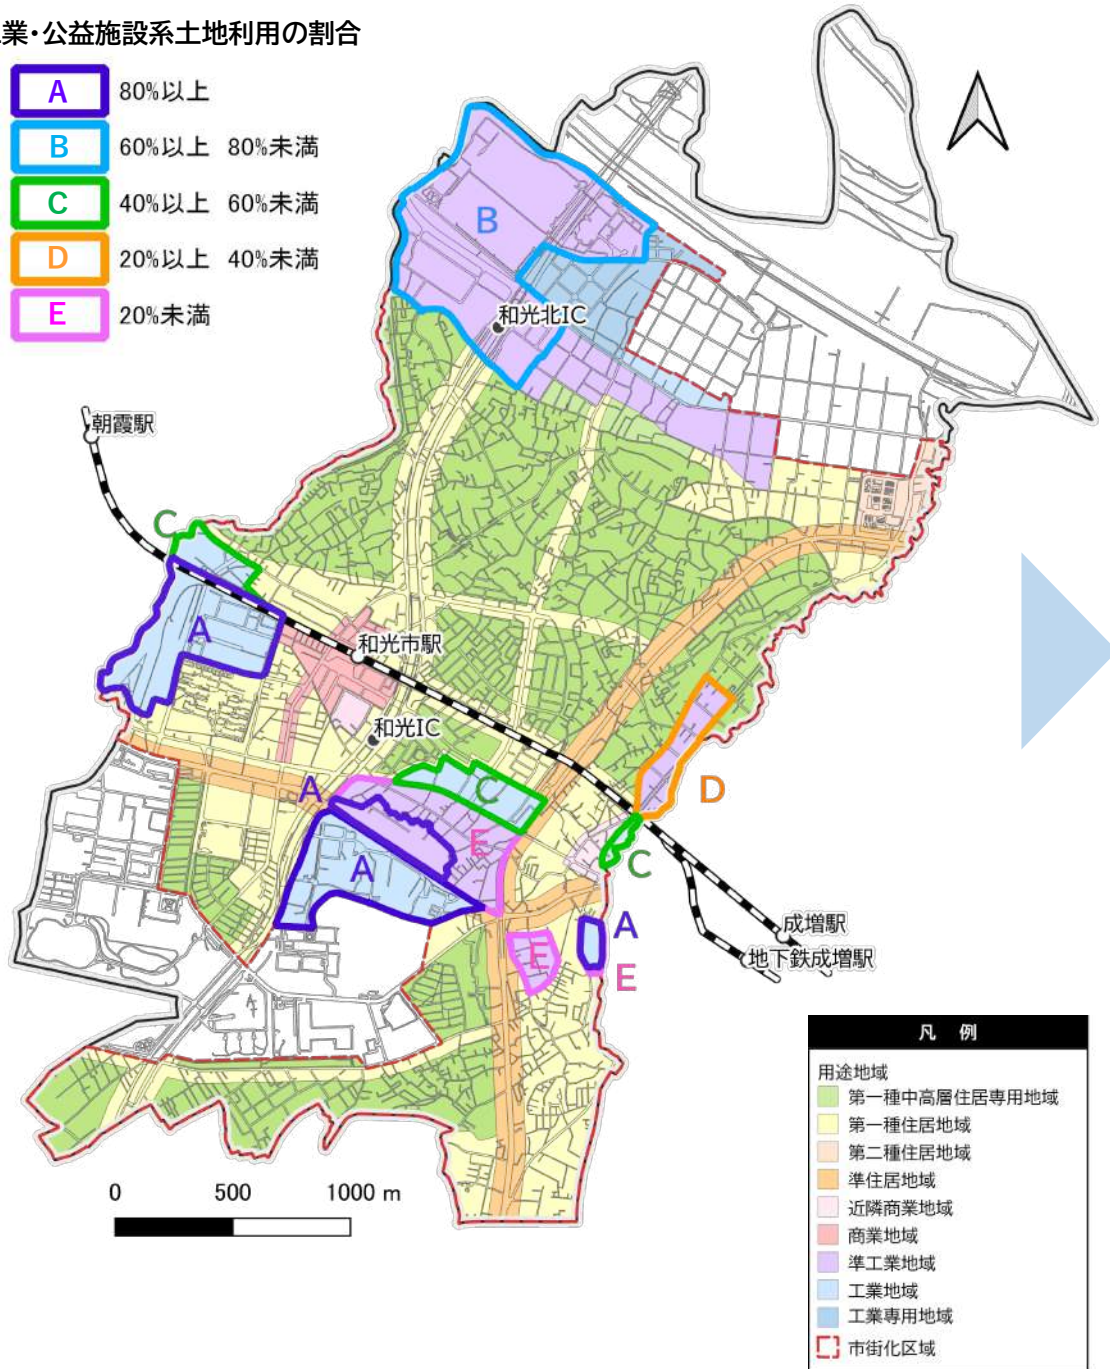 業・公益施設系土地利用の割合
A 80%以上
B 60%以上 80%未満
C 40%以上 60%未満
D 20%以上 40%未満
E 20%未満
B
和光北IC
朝霞駅
C
A
和光市駅
和光IC
A
C
D
E
A
C
成増駅
地下鉄成増駅
A
E
E
0 500 1000 m
凡 例
用途地域
第一種中高層住居専用地域
第一種住居地域
第二種住居地域
準住居地域
近隣商業地域
商業地域
準工業地域
工業地域
工業専用地域
市街化区域